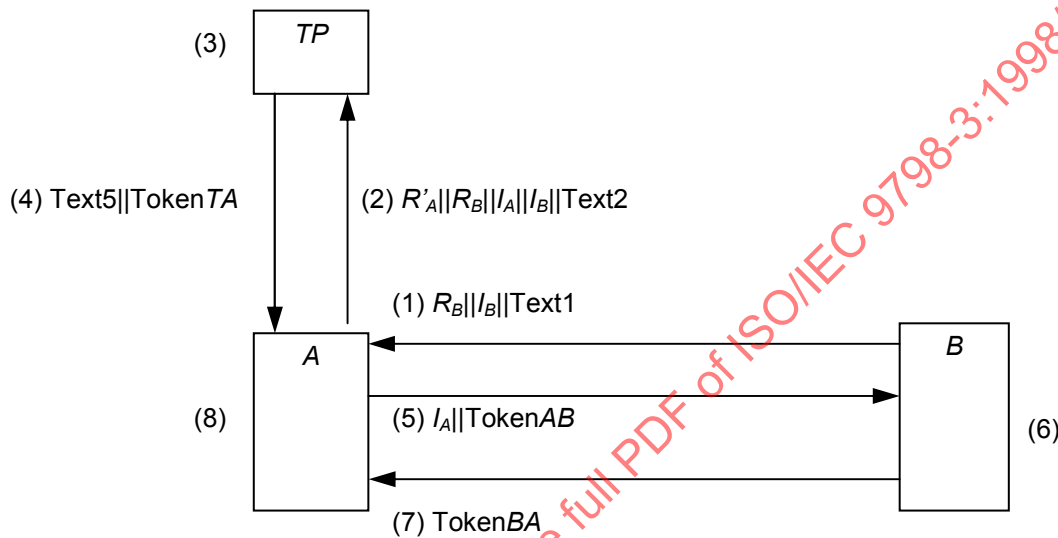 (3)
TP
(4) Text5||TokenTA
(2) R'A||RB||IA||IB||Text2
(1) RB||IB||Text1
A
B
(8)
(5) IA||TokenAB
(6)
(7) TokenBA
full PDF of ISO/IEC 9798-3:1998/